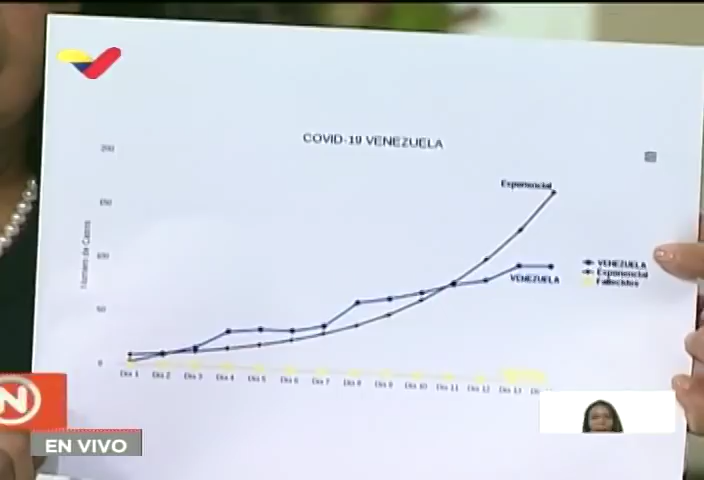 COVID-19 VENEZUELA
200
150
100
50
0
Número de Casos
Exponencial
VENEZUELA
VENEZUELA
Exponencial
Fallecidos
Día 1 Día 2 Día 3 Día 4 Día 5 Día 6 Día 7 Día 8 Día 9 Día 10 Día 11 Día 12 Día 13
N
EN VIVO